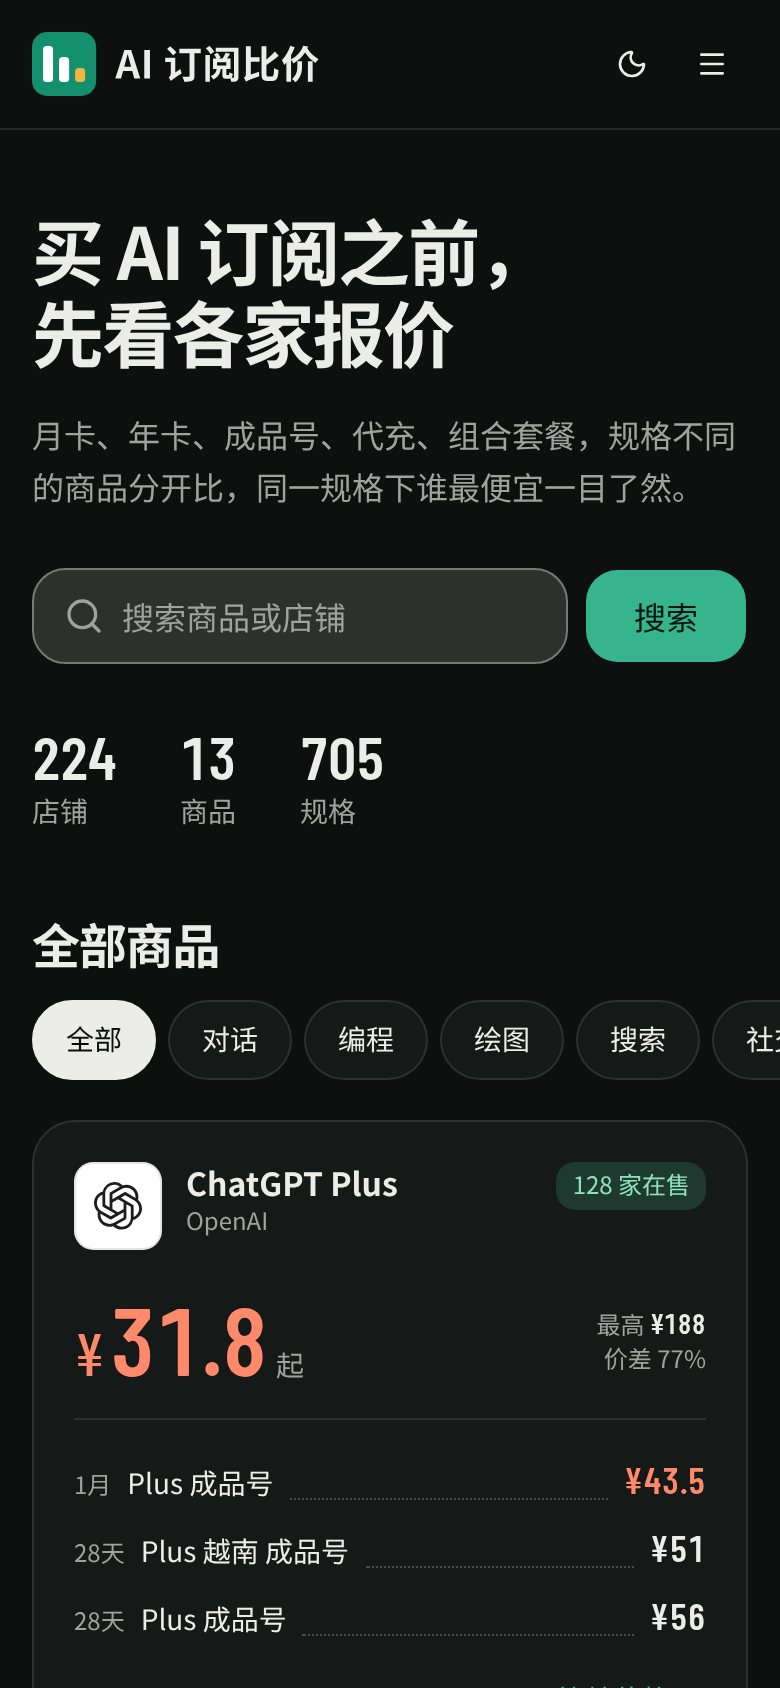 AI 订阅比价
买 AI 订阅之前，
先看各家报价
月卡、年卡、成品号、代充、组合套餐，规格不同
的商品分开比，同一规格下谁最便宜一目了然。
搜索商品或店铺
搜索
224 13 705
店铺 商品 规格
全部商品
全部 对话 编程 绘图 搜索
ChatGPT Plus
128 家在售
OpenAI
¥31.8 起
最高 ¥188
价差 77%
1月 Plus 成品号 ¥43.5
28天 Plus 越南 成品号 ¥51
28天 Plus 成品号 ¥56